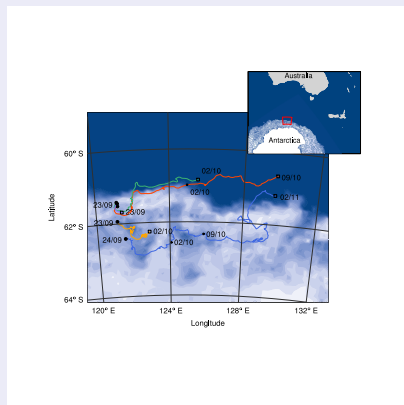 Australia
Antarctica
60° S
62° S
64° S
Latitude
02/10
09/10
02/10
02/11
23/09
23/09
23/09
02/10
09/10
24/09
02/10
120° E
124° E
128° E
132° E
Longitude